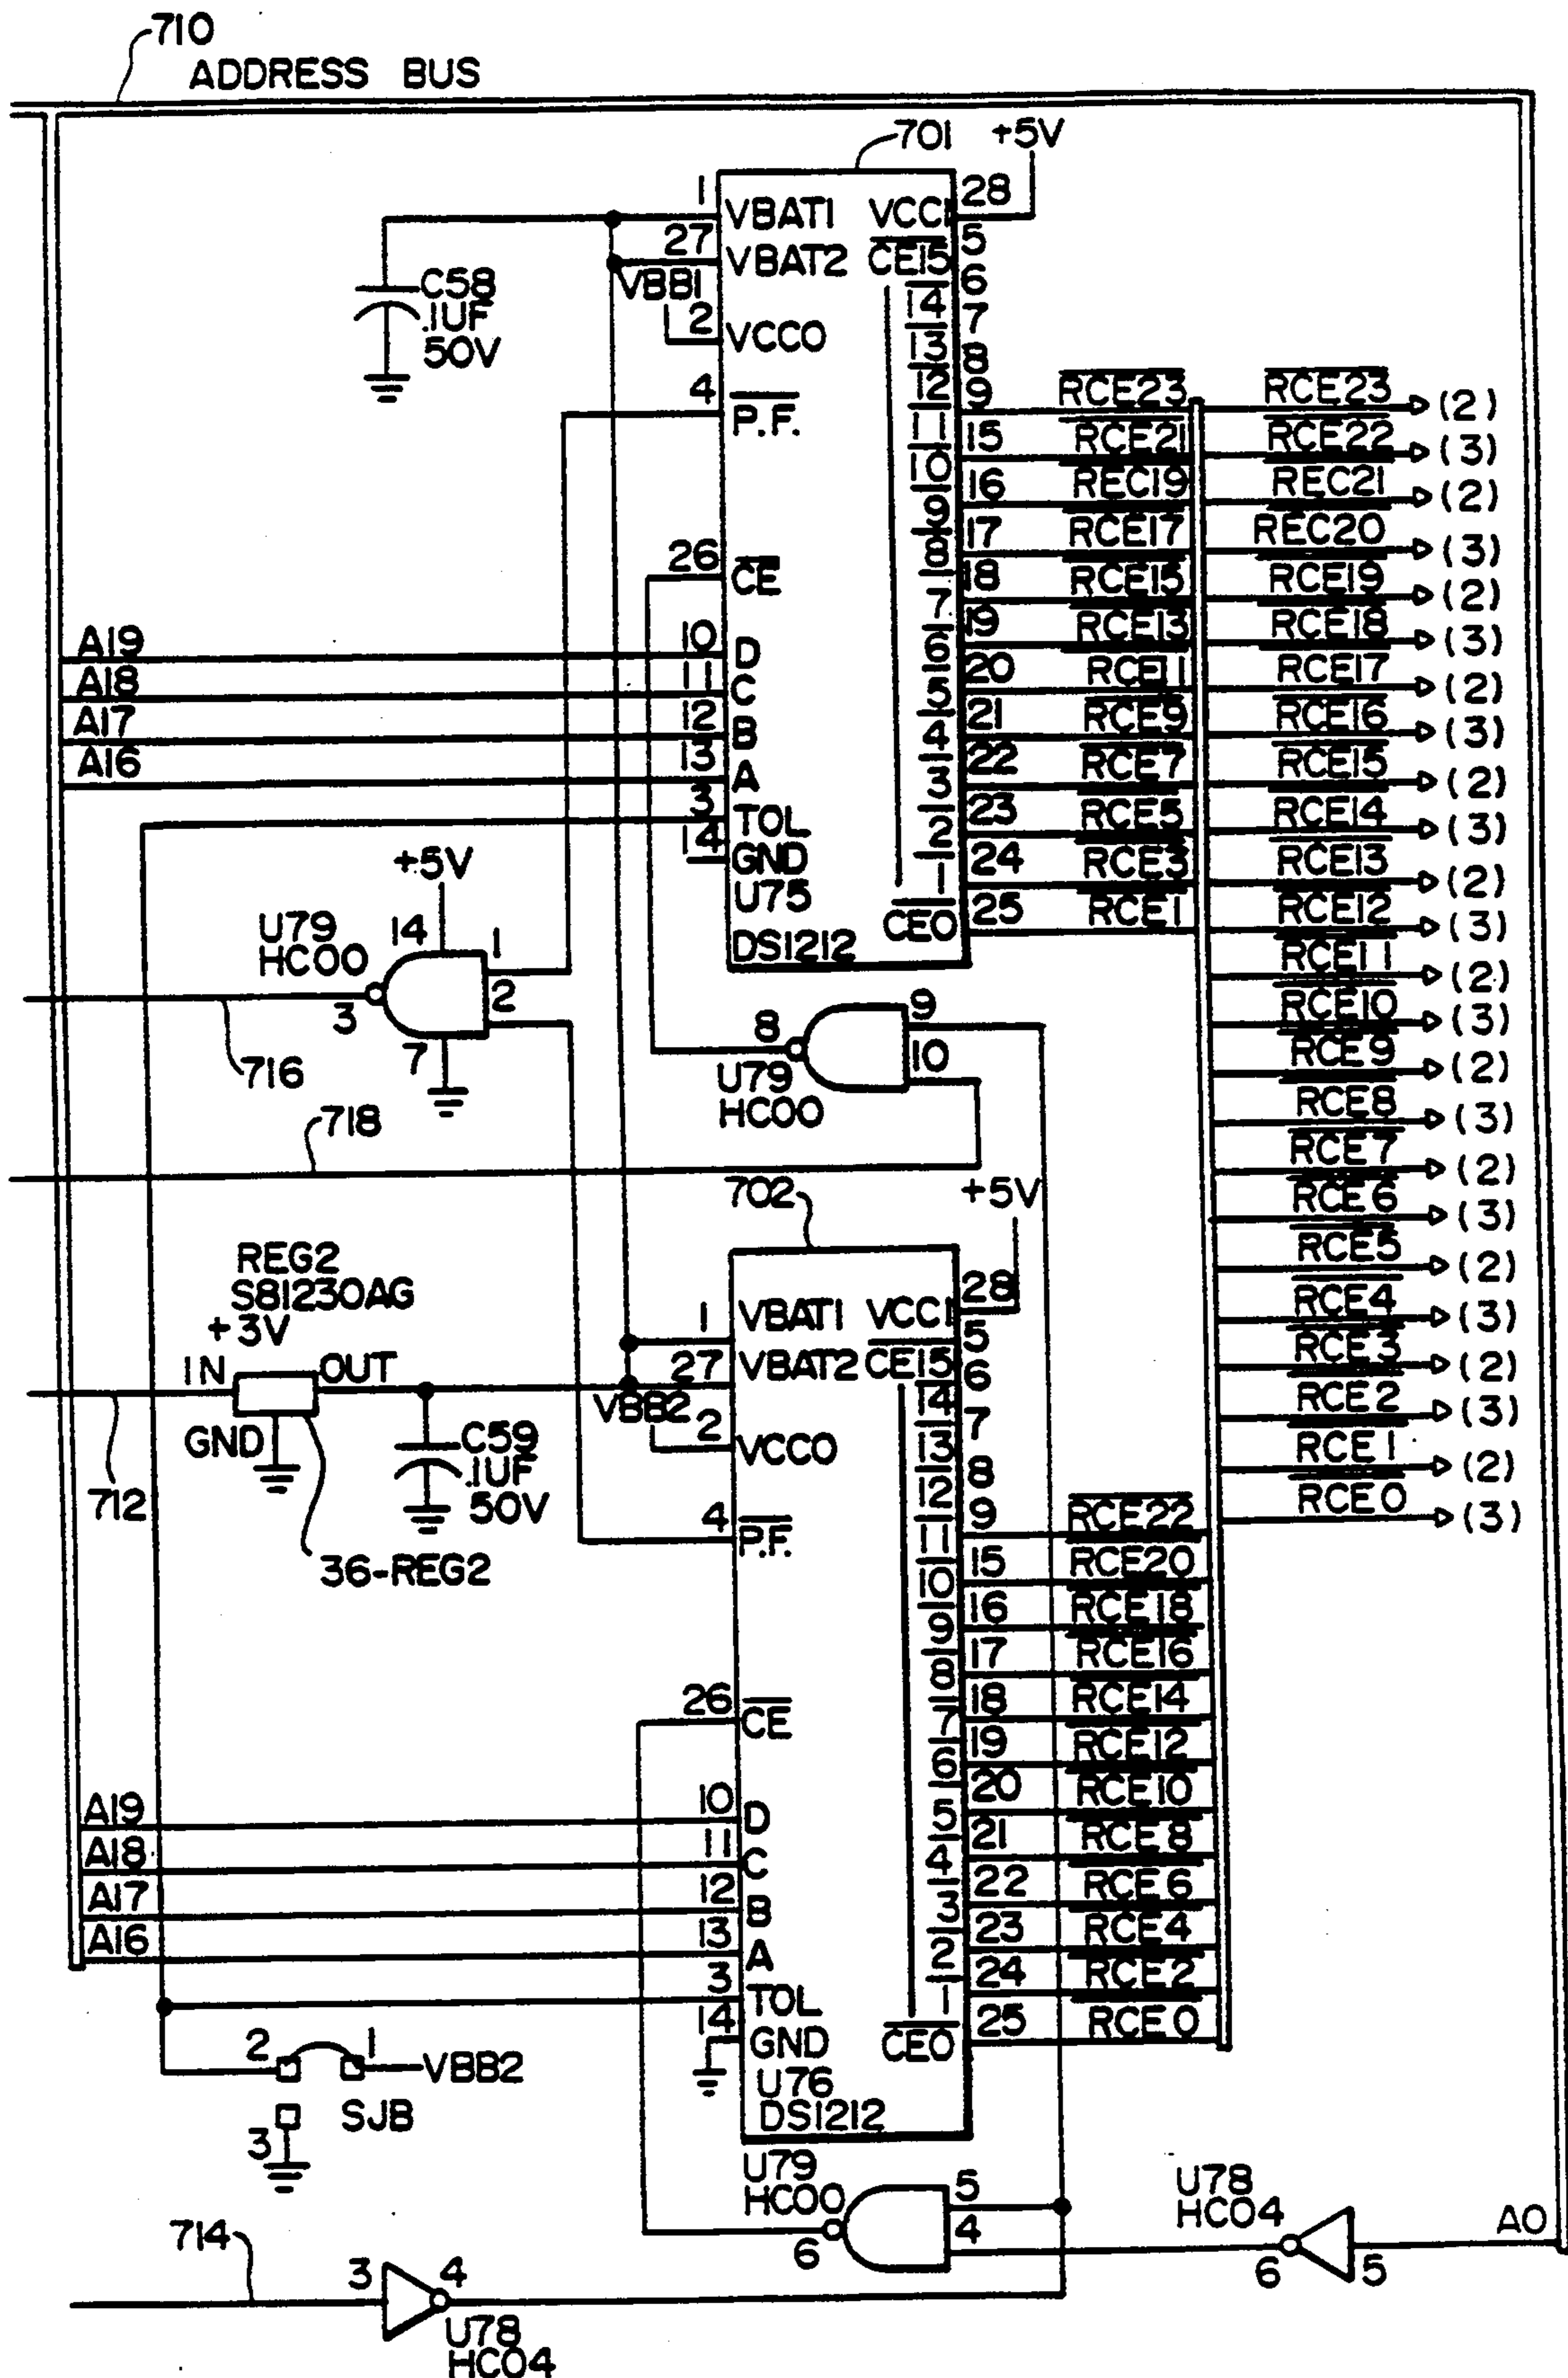 710
ADDRESS BUS
701
+5V
1
VBAT1
VCCI
28
27
VBAT2
CE15
5
VBB1
14
6
2
VCCO
13
7
C58
.1UF
50V
12
8
4
P.F.
11
9
RCE23
RCE23
(2)
10
15
RCE21
RCE22
(3)
9
16
REC19
REC21
(2)
8
17
RCE17
REC20
(3)
26
CE
7
18
RCE15
RCE19
(2)
A19
10
D
6
19
RCE13
RCE18
(3)
A18
11
C
5
20
RCE11
RCE17
(2)
A17
12
B
4
21
RCE9
RCE16
(3)
A16
13
A
3
22
RCE7
RCE15
(2)
3
TOL
2
23
RCE5
RCE14
(3)
14
GND
1
24
RCE3
RCE13
(2)
U75
CEO
25
RCE1
RCE12
(3)
DS1212
RCE11
(2)
RCE10
(3)
RCE9
(2)
RCE8
(3)
RCE7
(2)
RCE6
(3)
RCE5
(2)
RCE4
(3)
RCE3
(2)
RCE2
(3)
RCE1
(2)
RCE0
(3)
+5V
U79
HC00
14
1
2
3
7
716
8
9
10
U79
HC00
718
702
+5V
REG2
S81230AG
+3V
IN
OUT
GND
712
C59
.1UF
50V
36-REG2
1
VBAT1
VCCI
28
27
VBAT2
CE15
5
VBB2
14
6
2
VCCO
13
7
12
8
4
P.F.
11
9
RCE22
10
15
RCE20
9
16
RCE18
8
17
RCE16
26
CE
7
18
RCE14
6
19
RCE12
A19
10
D
5
20
RCE10
A18
11
C
4
21
RCE8
A17
12
B
3
22
RCE6
A16
13
A
2
23
RCE4
3
TOL
1
24
RCE2
14
GND
CEO
25
RCE0
U76
DS1212
2
1
VBB2
SJB
3
U79
HC00
5
4
6
U78
HC04
A0
6
5
714
3
4
U78
HC04